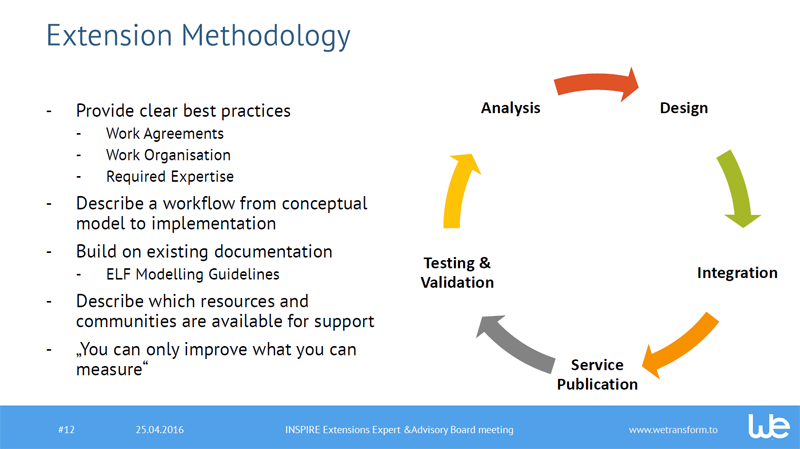 Extension Methodology
- Provide clear best practices
- Work Agreements
- Work Organisation
- Required Expertise
- Describe a workflow from conceptual
model to implementation
- Build on existing documentation
- ELF Modelling Guidelines
- Describe which resources and
communities are available for support
- „You can only improve what you can
measure“
Analysis
Design
Integration
Service
Publication
Testing &
Validation
#12 25.04.2016 INSPIRE Extensions Expert &Advisory Board meeting www.wetransform.to
we